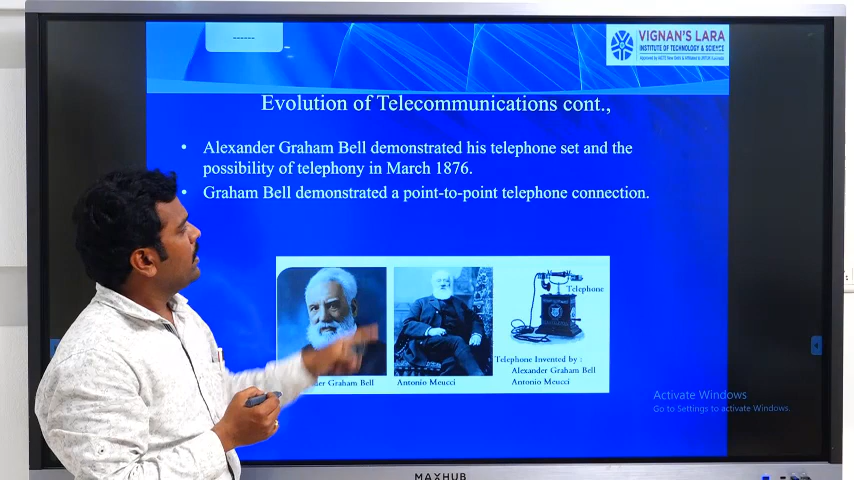 ------
VIGNAN'S LARA
INSTITUTE OF TECHNOLOGY & SCIENCE
Evolution of Telecommunications cont.,
• Alexander Graham Bell demonstrated his telephone set and the
possibility of telephony in March 1876.
• Graham Bell demonstrated a point-to-point telephone connection.
Telephone
Telephone Invented by :
Alexander Graham Bell
Antonio Meucci
Graham Bell
Antonio Meucci
Activate Windows
Go to Settings to activate Windows.
MAXHUB